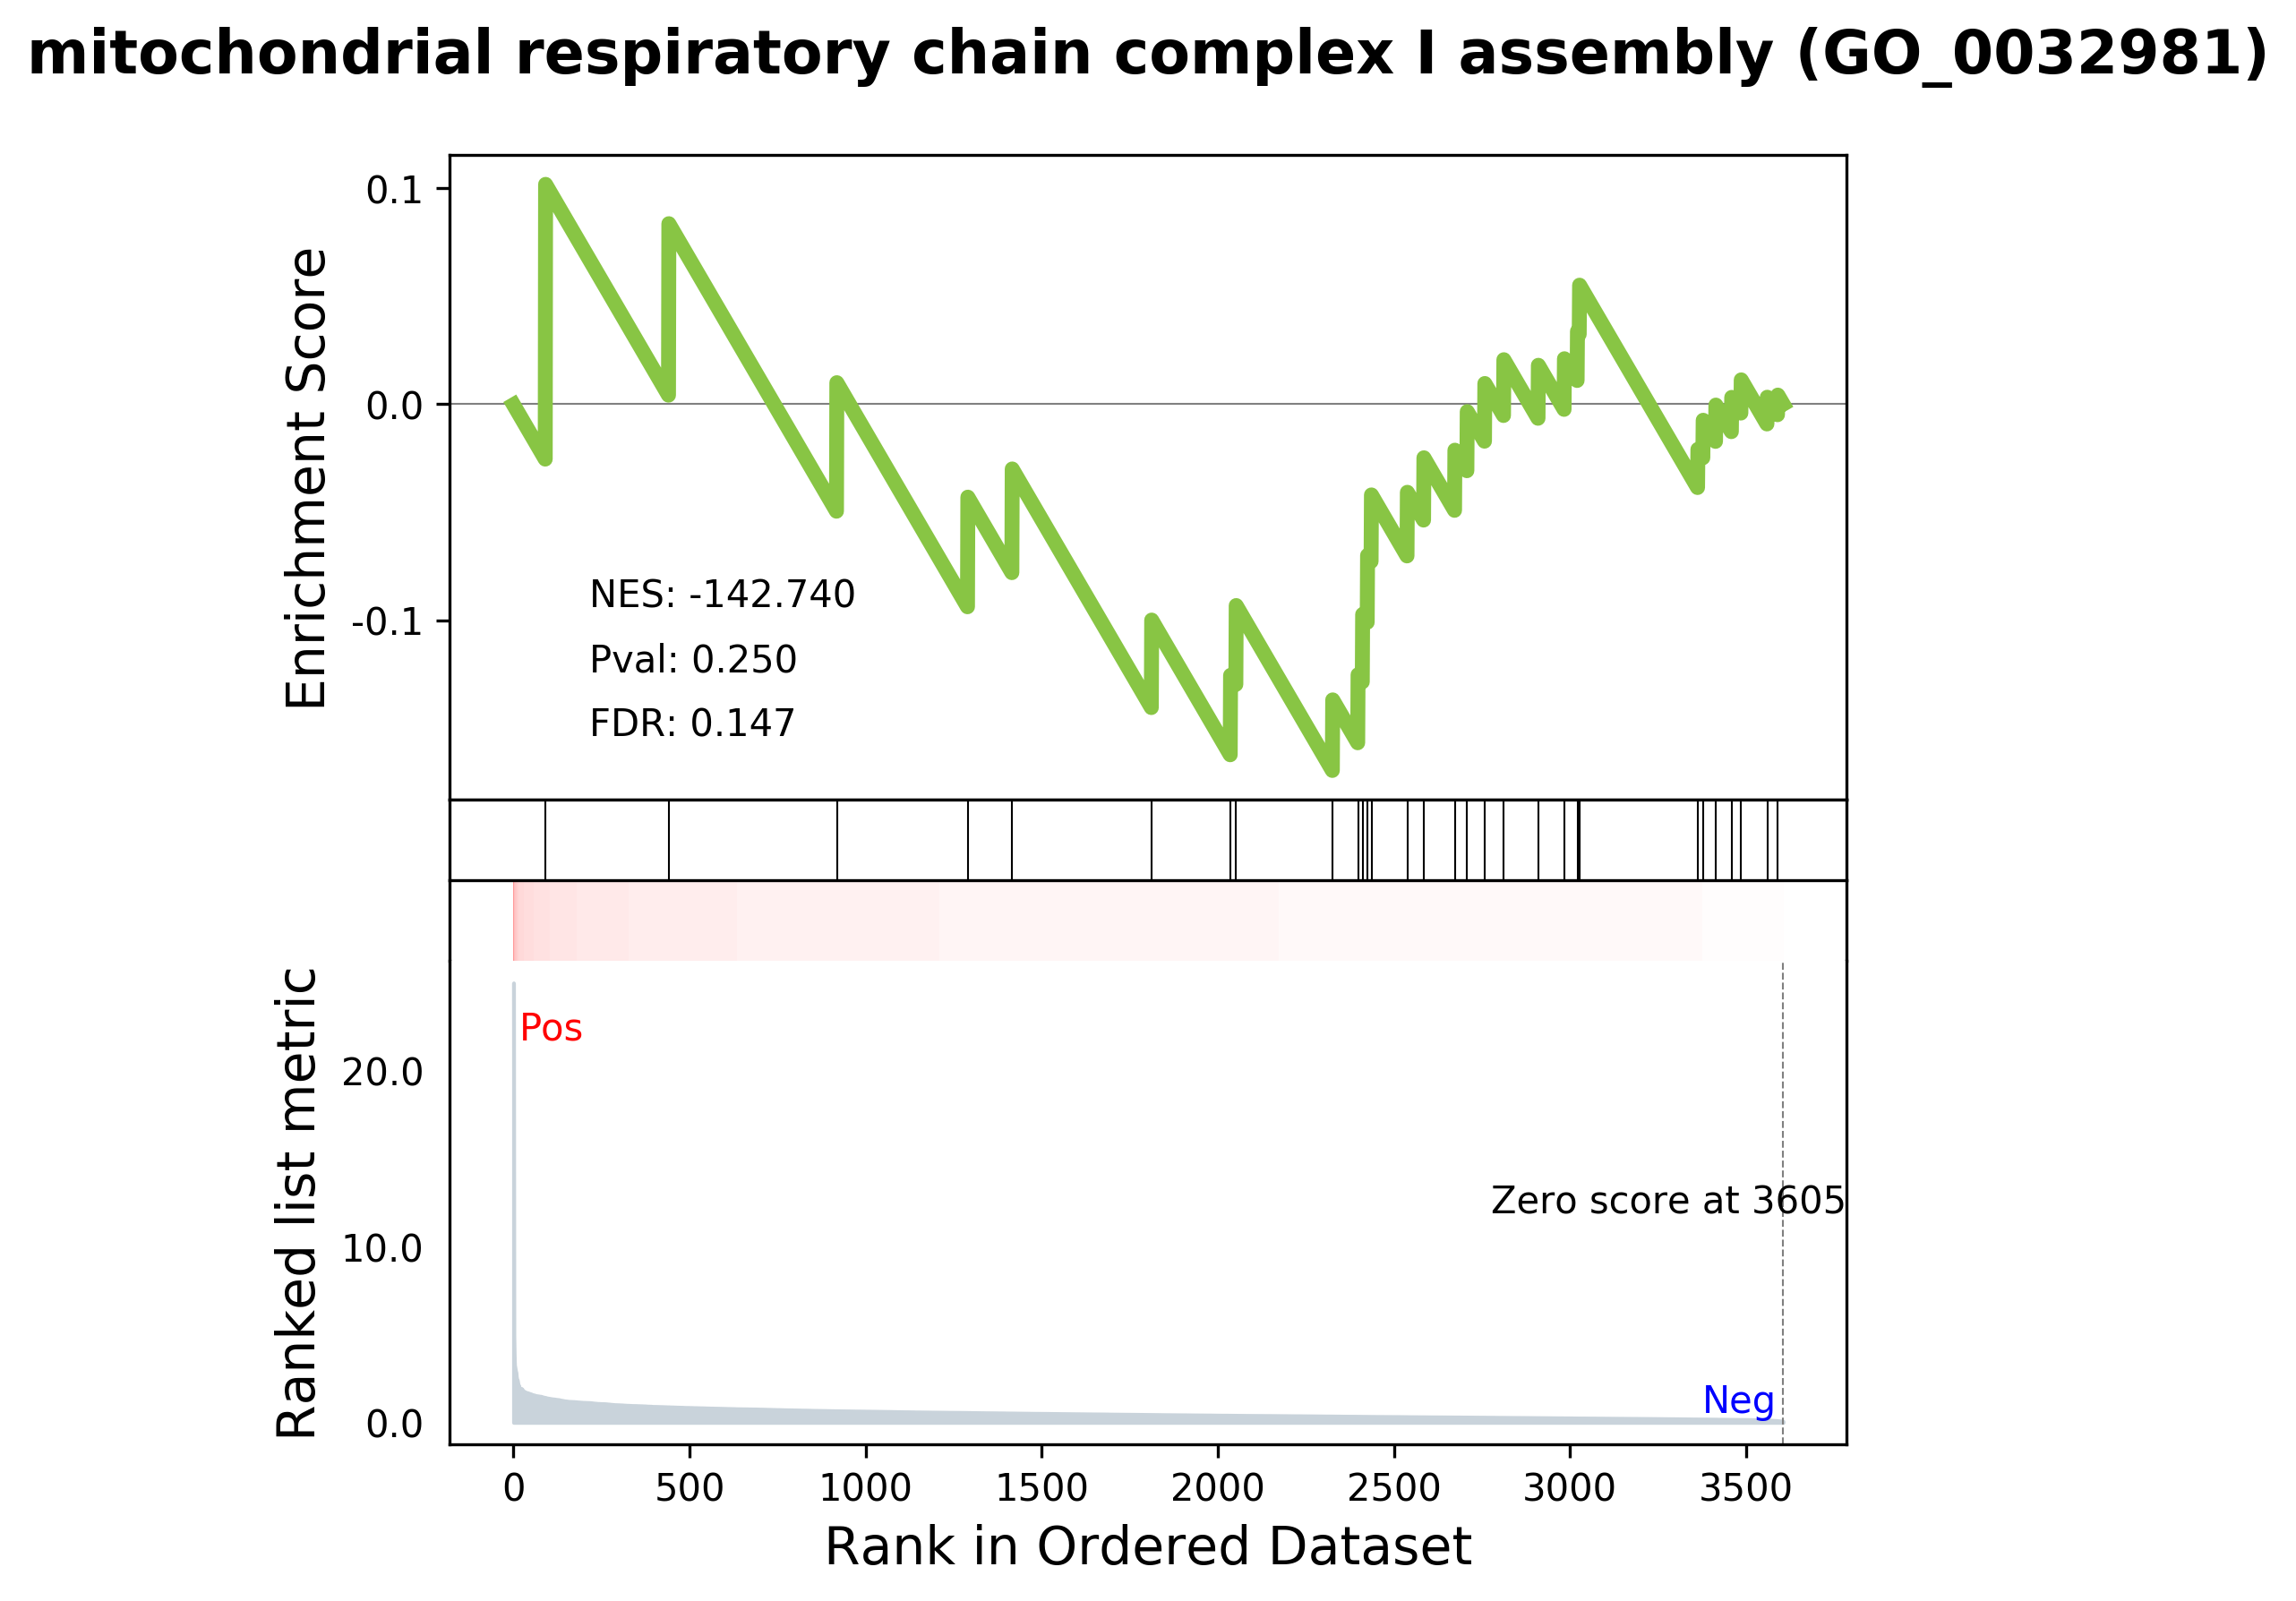 mitochondrial respiratory chain complex I assembly (GO_0032981)
Enrichment Score
0.1
0.0
-0.1
NES: -142.740
Pval: 0.250
FDR: 0.147
Ranked list metric
20.0
10.0
0.0
Pos
Zero score at 3605
Neg
0 500 1000 1500 2000 2500 3000 3500
Rank in Ordered Dataset